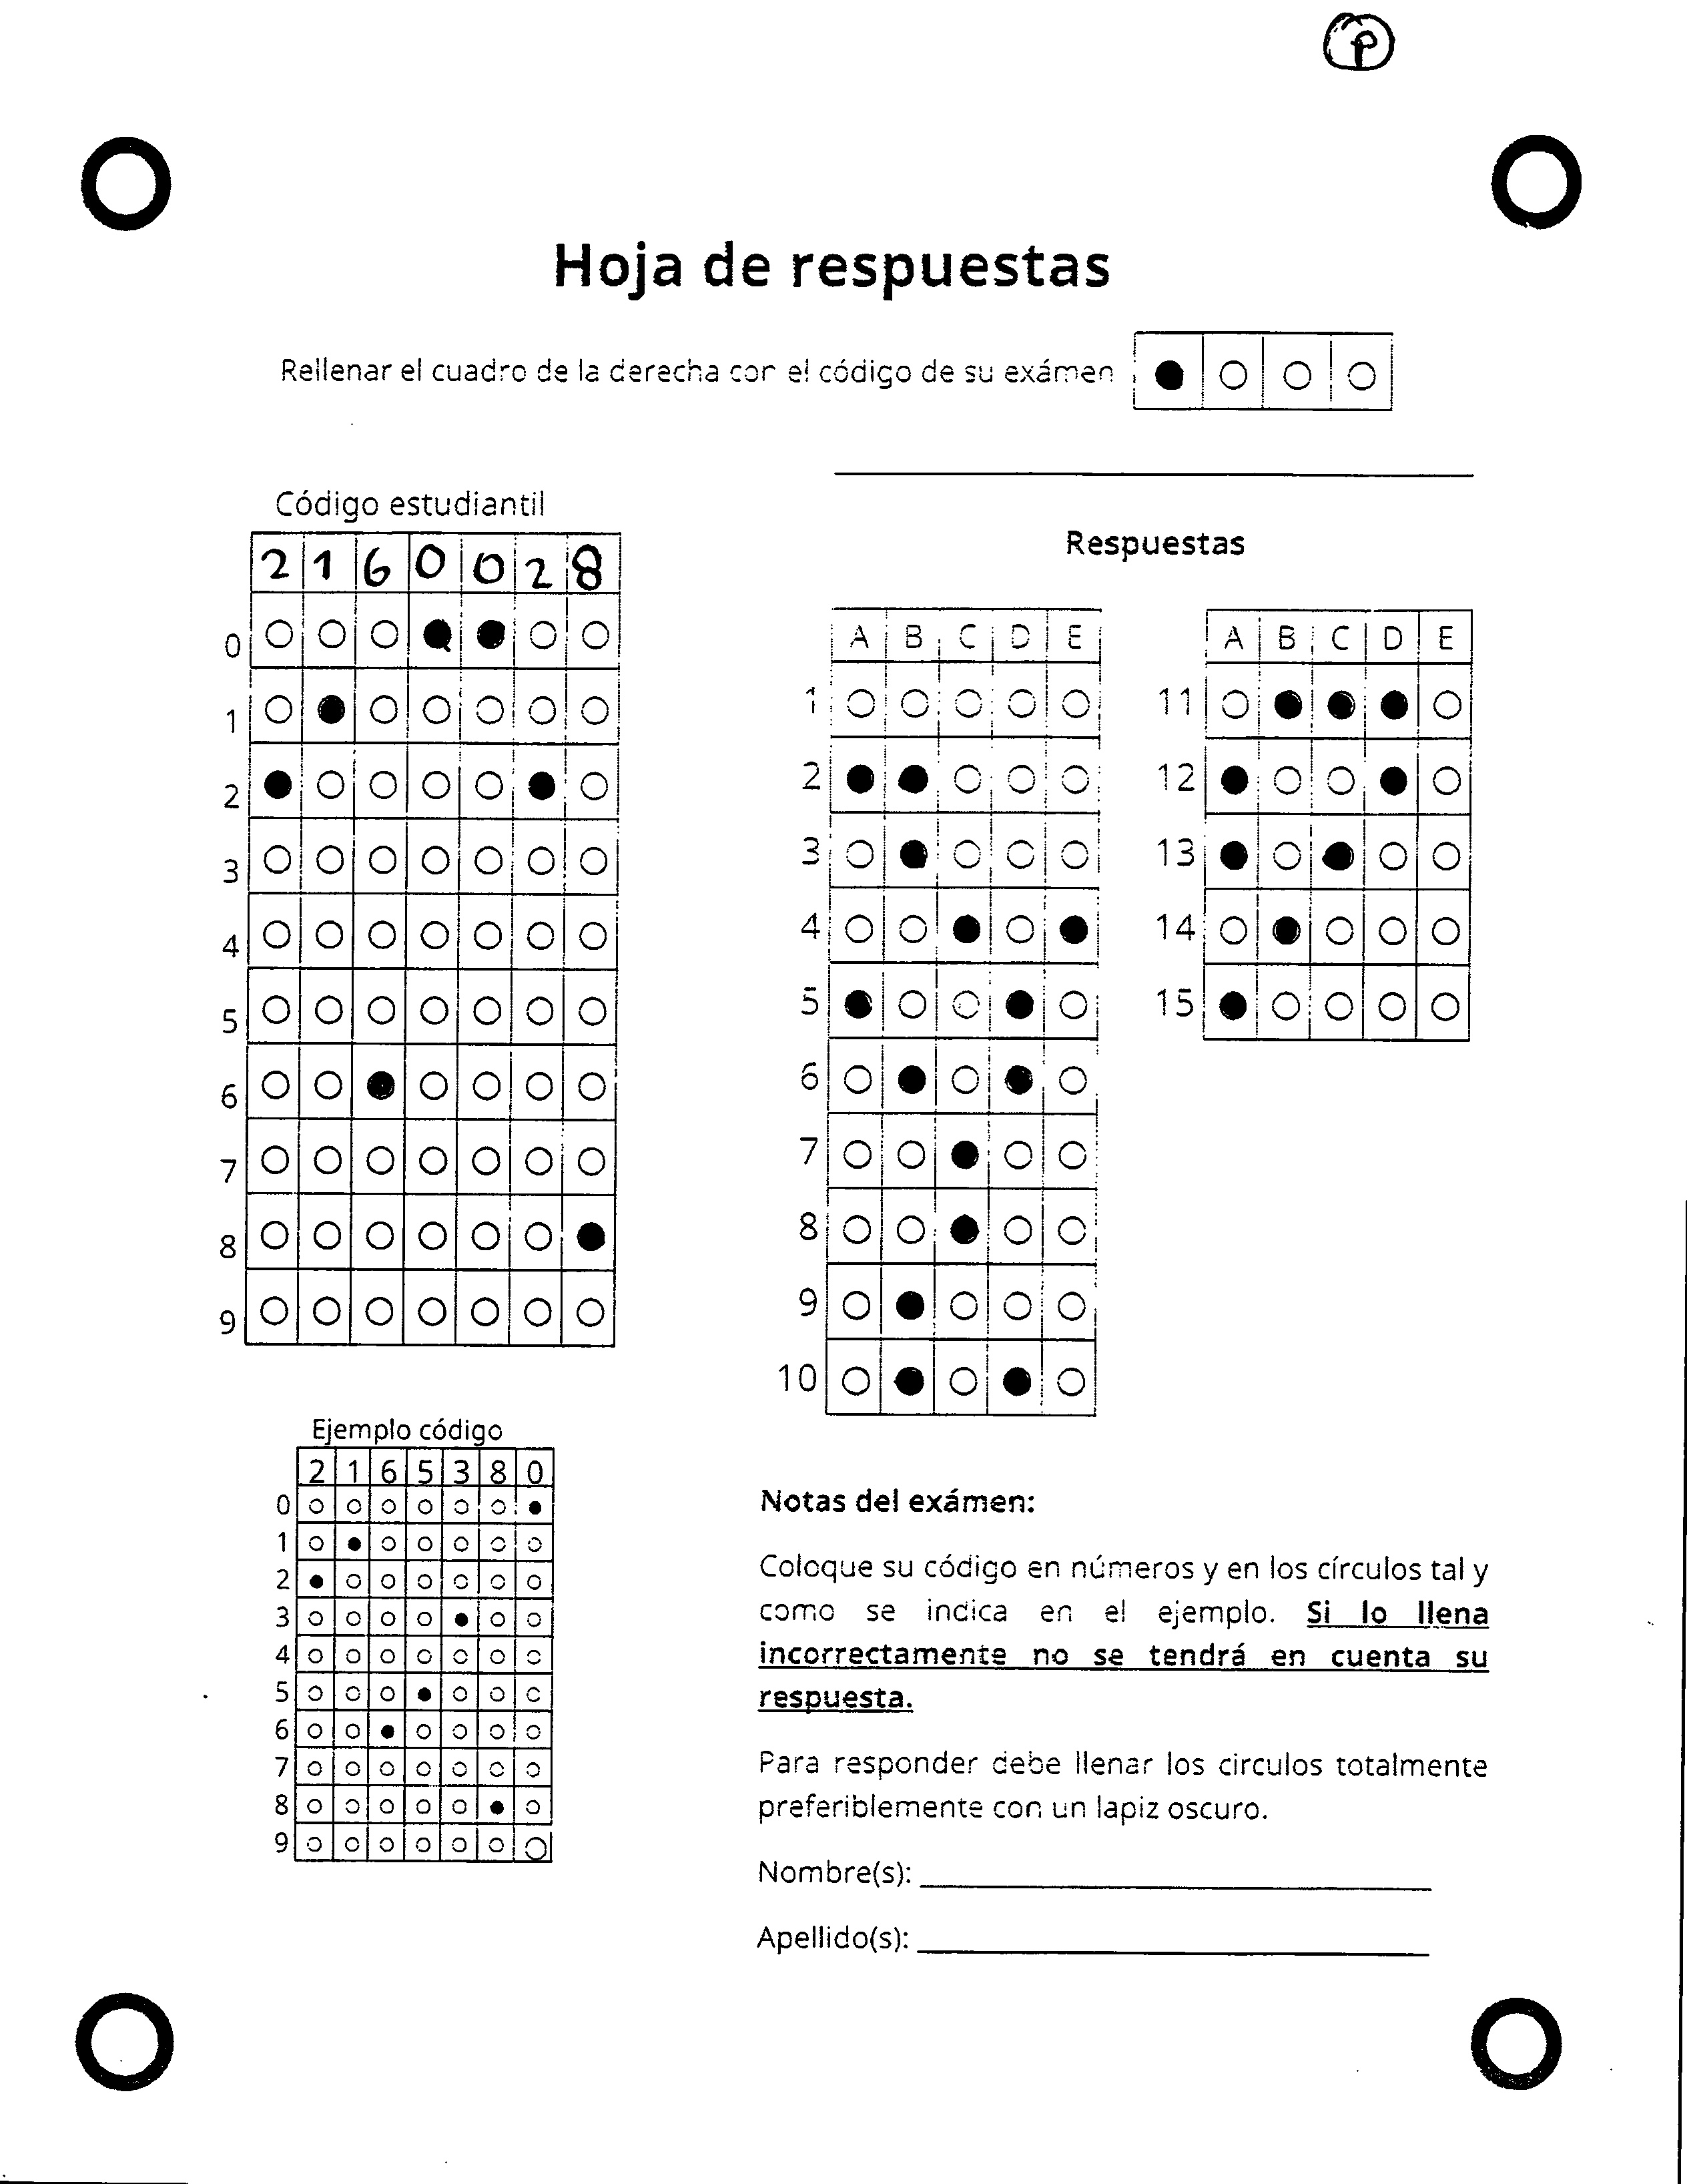 P
Hoja de respuestas
Rellenar el cuadro de la derecha con el código de su exámen
Código estudiantil
2 1 6 0 0 2 8
0
1
2
3
4
5
6
7
8
9
Respuestas
A B C D E
1
2
3
4
5
6
7
8
9
10
A B C D E
11
12
13
14
15
Ejemplo código
2 1 6 5 3 8 0
0
1
2
3
4
5
6
7
8
9
Notas del exámen:
Coloque su código en números y en los círculos tal y
como se indica en el ejemplo. Si lo llena
incorrectamente no se tendrá en cuenta su
respuesta.
Para responder debe llenar los circulos totalmente
preferiblemente con un lapiz oscuro.
Nombre(s):
Apellido(s):